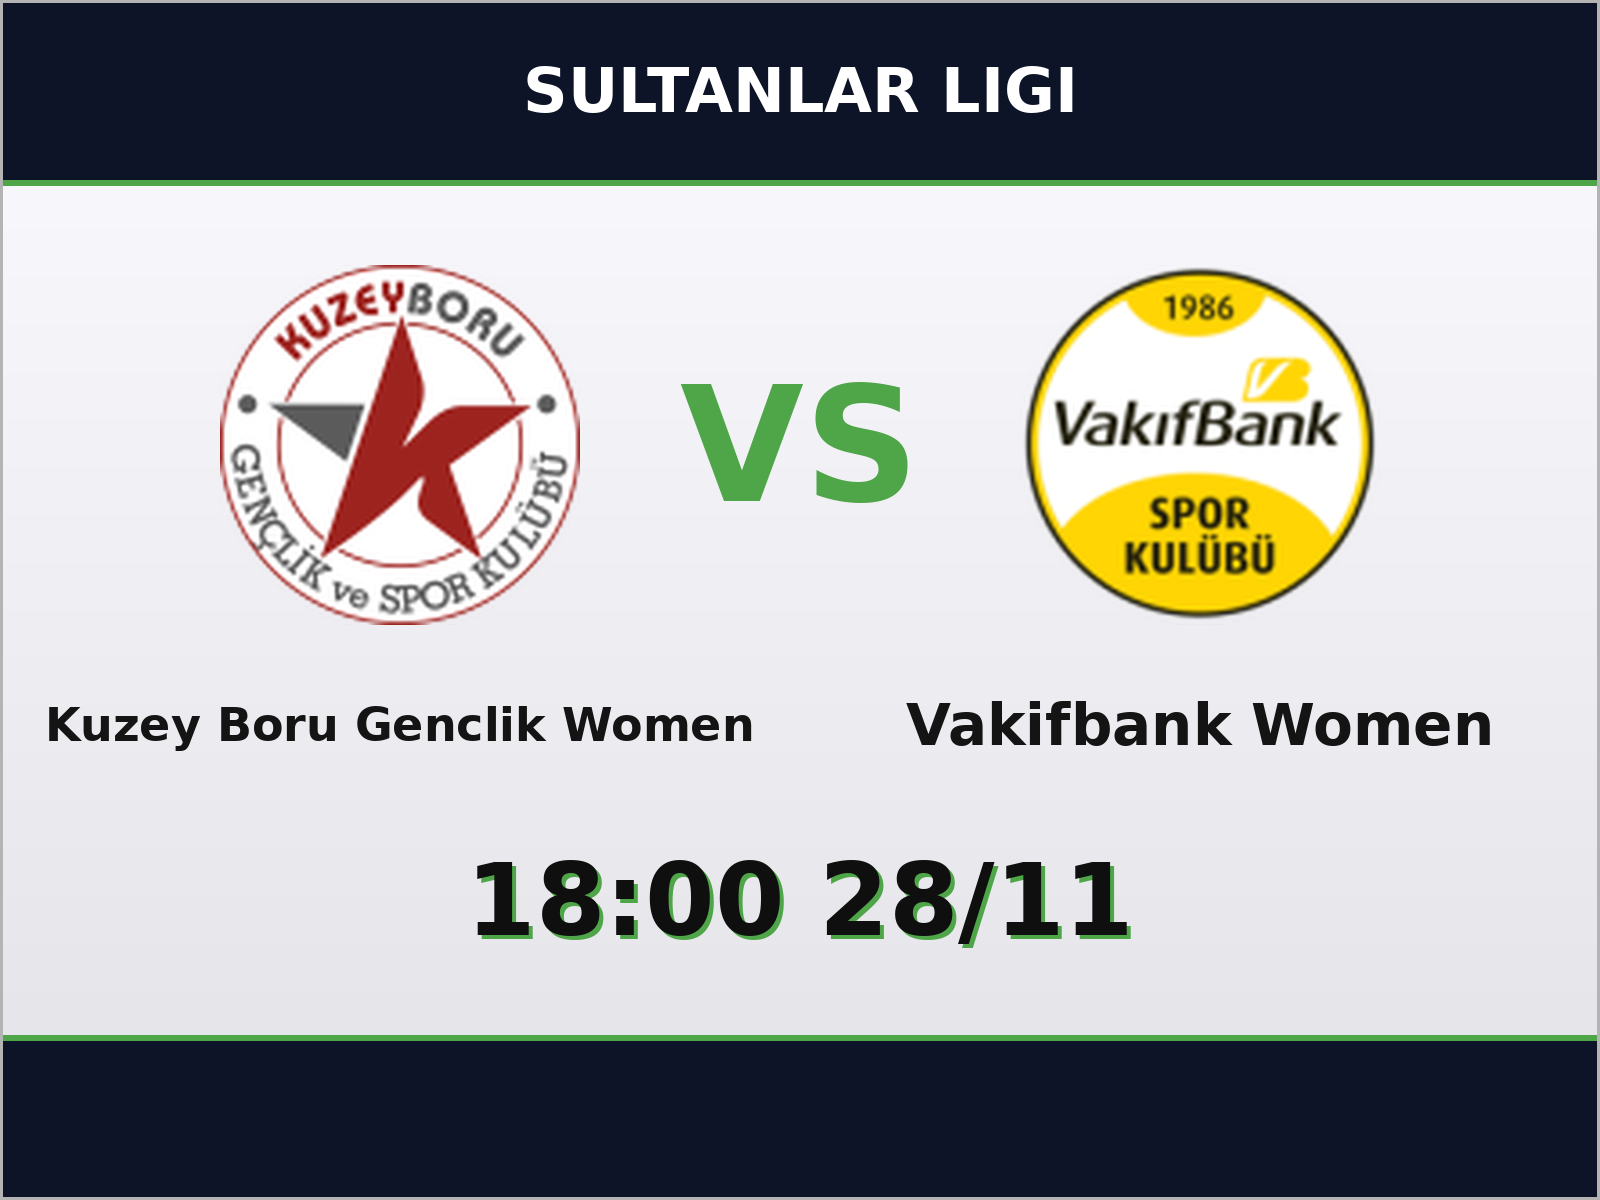 SULTANLAR LIGI
KUZEYBORU
GENÇLİK ve SPOR KULÜBÜ
VS
1986
VakıfBank
SPOR
KULÜBÜ
Kuzey Boru Genclik Women
Vakifbank Women
18:00 28/11